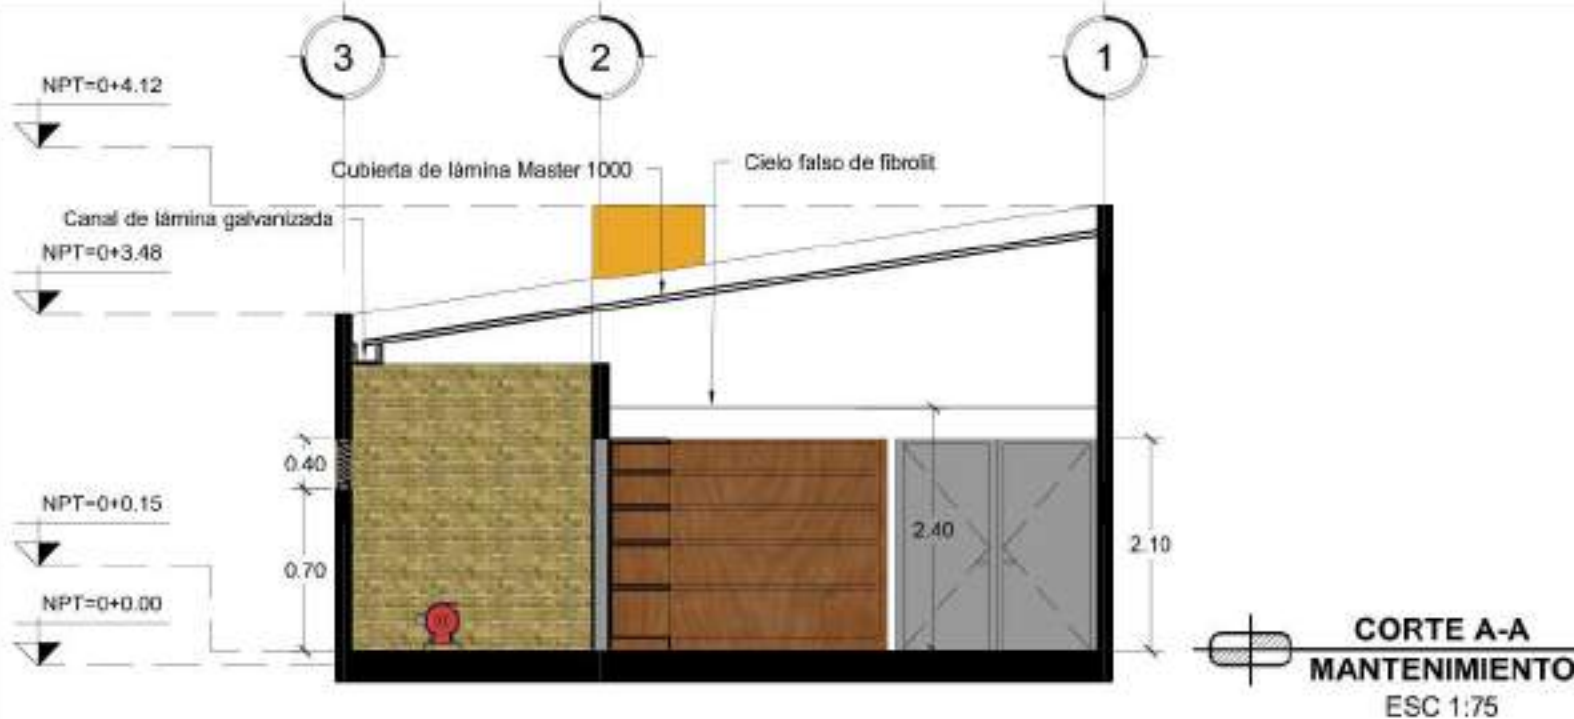 3
2
1
NPT=0+4.12
Cubierta de lámina Master 1000
Cielo falso de fibrolit
Canal de lámina galvanizada
NPT=0+3.48
0.40
NPT=0+0.15
2.40
2.10
0.70
NPT=0+0.00
CORTE A-A
MANTENIMIENTO
ESC 1:75